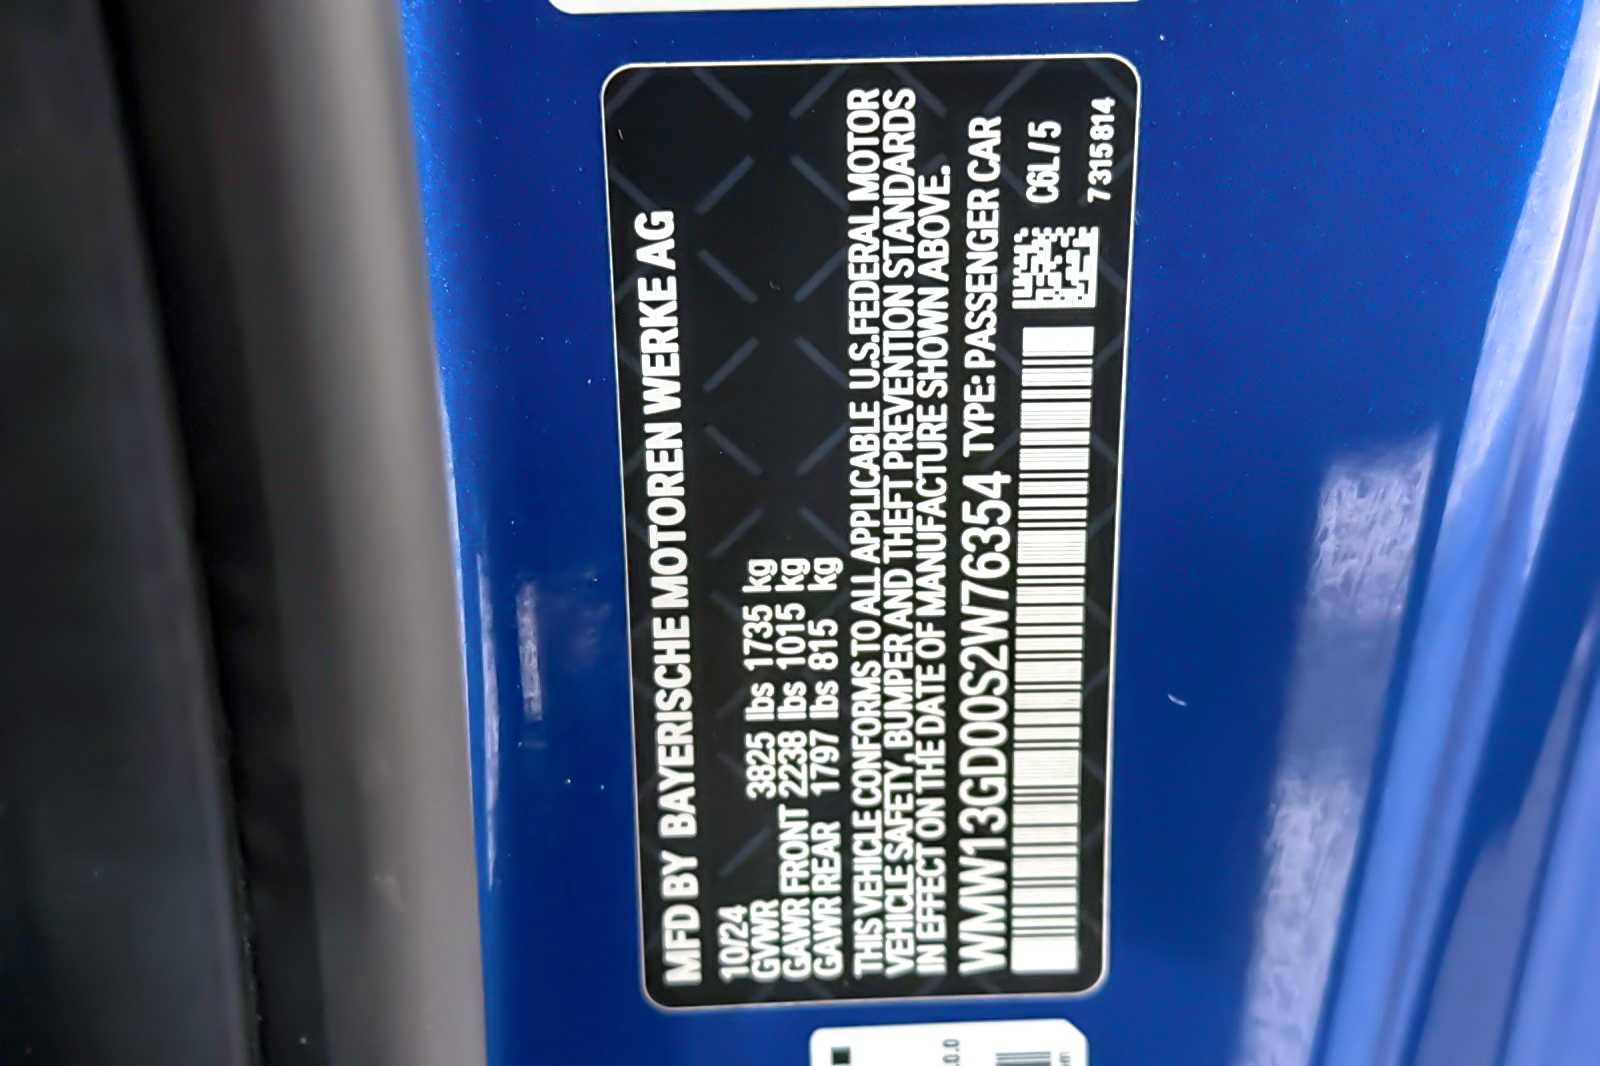 MFD BY BAYERISCHE MOTOREN WERKE AG
10/24
GVWR 3825 lbs 1735 kg
GAWR FRONT 2238 lbs 1015 kg
GAWR REAR 1797 lbs 815 kg
THIS VEHICLE CONFORMS TO ALL APPLICABLE U.S.FEDERAL MOTOR
VEHICLE SAFETY, BUMPER AND THEFT PREVENTION STANDARDS
IN EFFECT ON THE DATE OF MANUFACTURE SHOWN ABOVE.
WMW13GD00S2W76354 TYPE: PASSENGER CAR
C6L/5
7315814